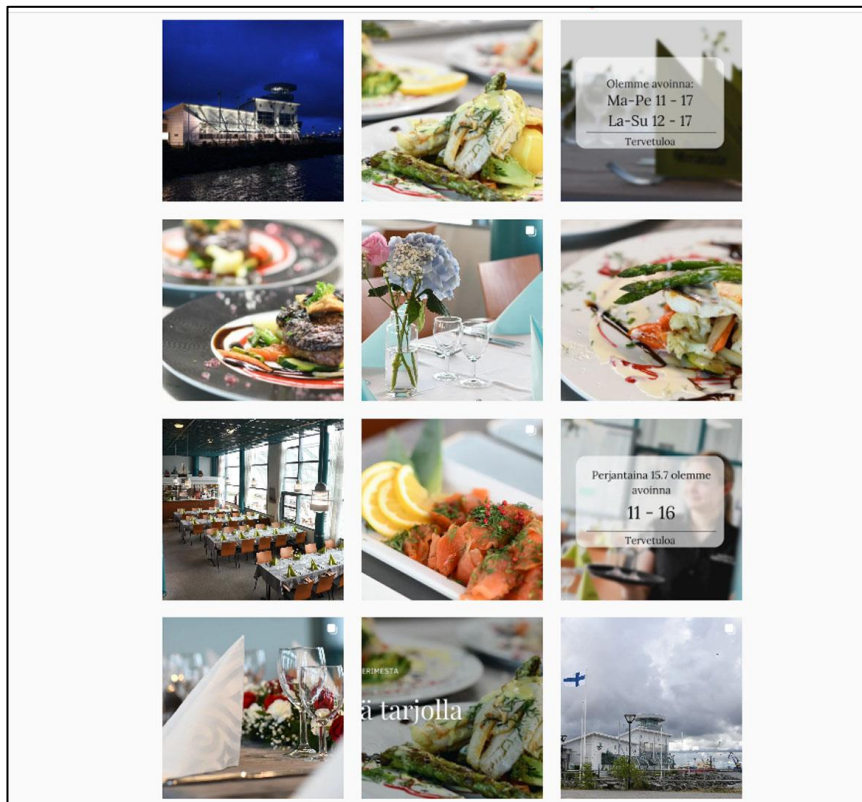 Olemme avoinna:
Ma-Pe 11 - 17
La-Su 12 - 17
Tervetuloa
Perjantaina 15.7 olemme
avoinna
11 - 16
Tervetuloa
ERIMESTA
ä tarjolla